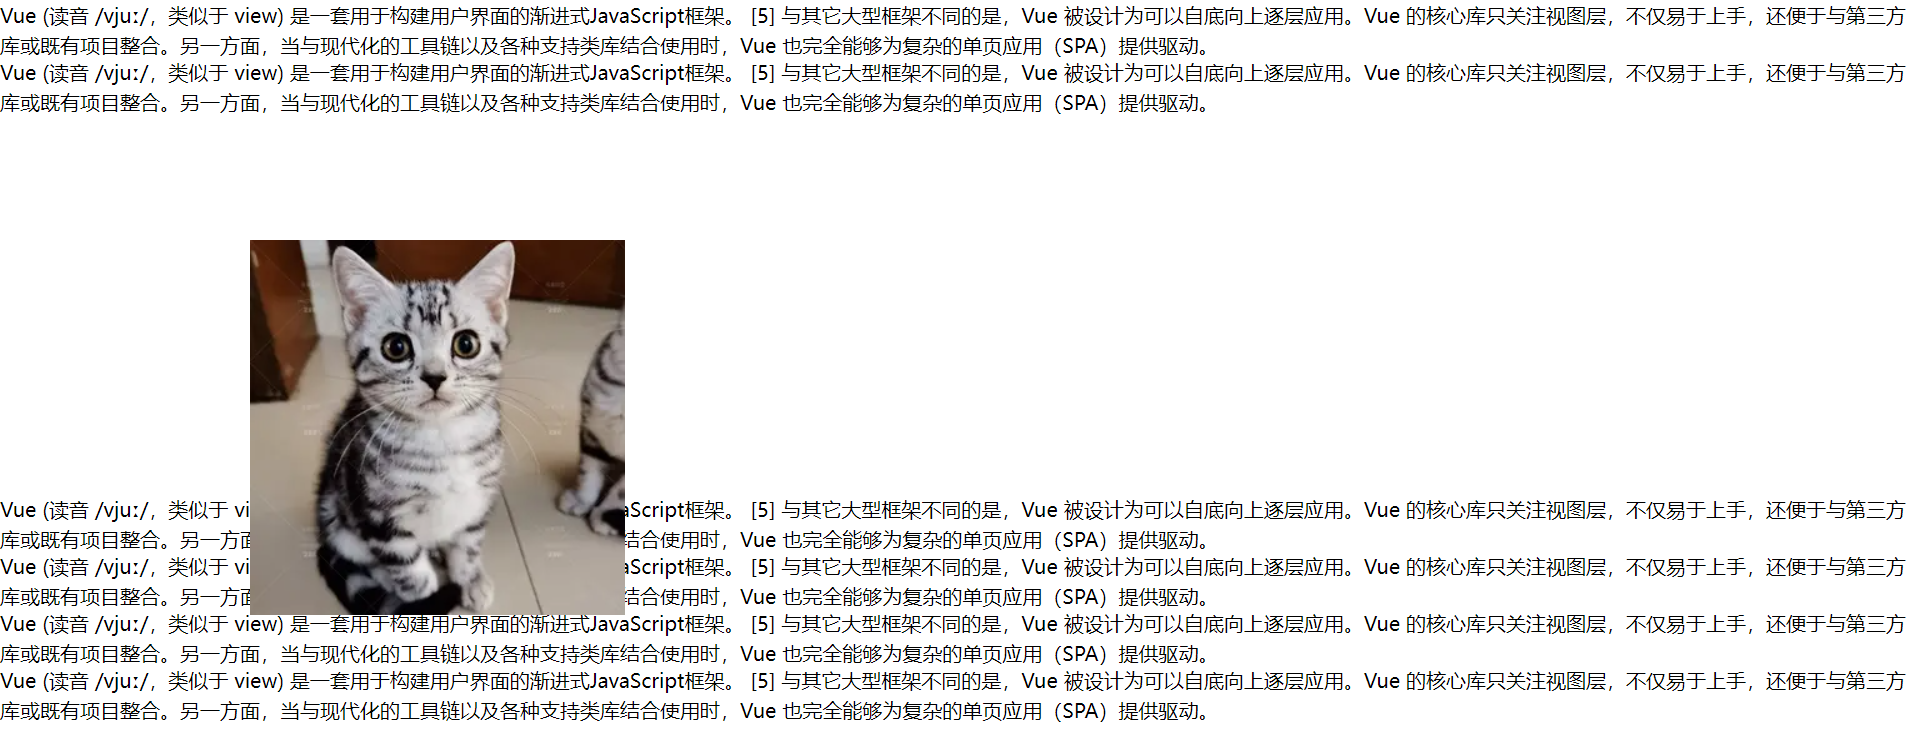 Vue (读音 /vjuː/，类似于 view) 是一套用于构建用户界面的渐进式JavaScript框架。 [5] 与其它大型框架不同的是，Vue 被设计为可以自底向上逐层应用。Vue 的核心库只关注视图层，不仅易于上手，还便于与第三方
库或既有项目整合。另一方面，当与现代化的工具链以及各种支持类库结合使用时，Vue 也完全能够为复杂的单页应用（SPA）提供驱动。
Vue (读音 /vjuː/，类似于 view) 是一套用于构建用户界面的渐进式JavaScript框架。 [5] 与其它大型框架不同的是，Vue 被设计为可以自底向上逐层应用。Vue 的核心库只关注视图层，不仅易于上手，还便于与第三方
库或既有项目整合。另一方面，当与现代化的工具链以及各种支持类库结合使用时，Vue 也完全能够为复杂的单页应用（SPA）提供驱动。
Vue (读音 /vjuː/，类似于 vi aScript框架。 [5] 与其它大型框架不同的是，Vue 被设计为可以自底向上逐层应用。Vue 的核心库只关注视图层，不仅易于上手，还便于与第三方
库或既有项目整合。另一方面 结合使用时，Vue 也完全能够为复杂的单页应用（SPA）提供驱动。
Vue (读音 /vjuː/，类似于 vi aScript框架。 [5] 与其它大型框架不同的是，Vue 被设计为可以自底向上逐层应用。Vue 的核心库只关注视图层，不仅易于上手，还便于与第三方
库或既有项目整合。另一方面 结合使用时，Vue 也完全能够为复杂的单页应用（SPA）提供驱动。
Vue (读音 /vjuː/，类似于 view) 是一套用于构建用户界面的渐进式JavaScript框架。 [5] 与其它大型框架不同的是，Vue 被设计为可以自底向上逐层应用。Vue 的核心库只关注视图层，不仅易于上手，还便于与第三方
库或既有项目整合。另一方面，当与现代化的工具链以及各种支持类库结合使用时，Vue 也完全能够为复杂的单页应用（SPA）提供驱动。
Vue (读音 /vjuː/，类似于 view) 是一套用于构建用户界面的渐进式JavaScript框架。 [5] 与其它大型框架不同的是，Vue 被设计为可以自底向上逐层应用。Vue 的核心库只关注视图层，不仅易于上手，还便于与第三方
库或既有项目整合。另一方面，当与现代化的工具链以及各种支持类库结合使用时，Vue 也完全能够为复杂的单页应用（SPA）提供驱动。